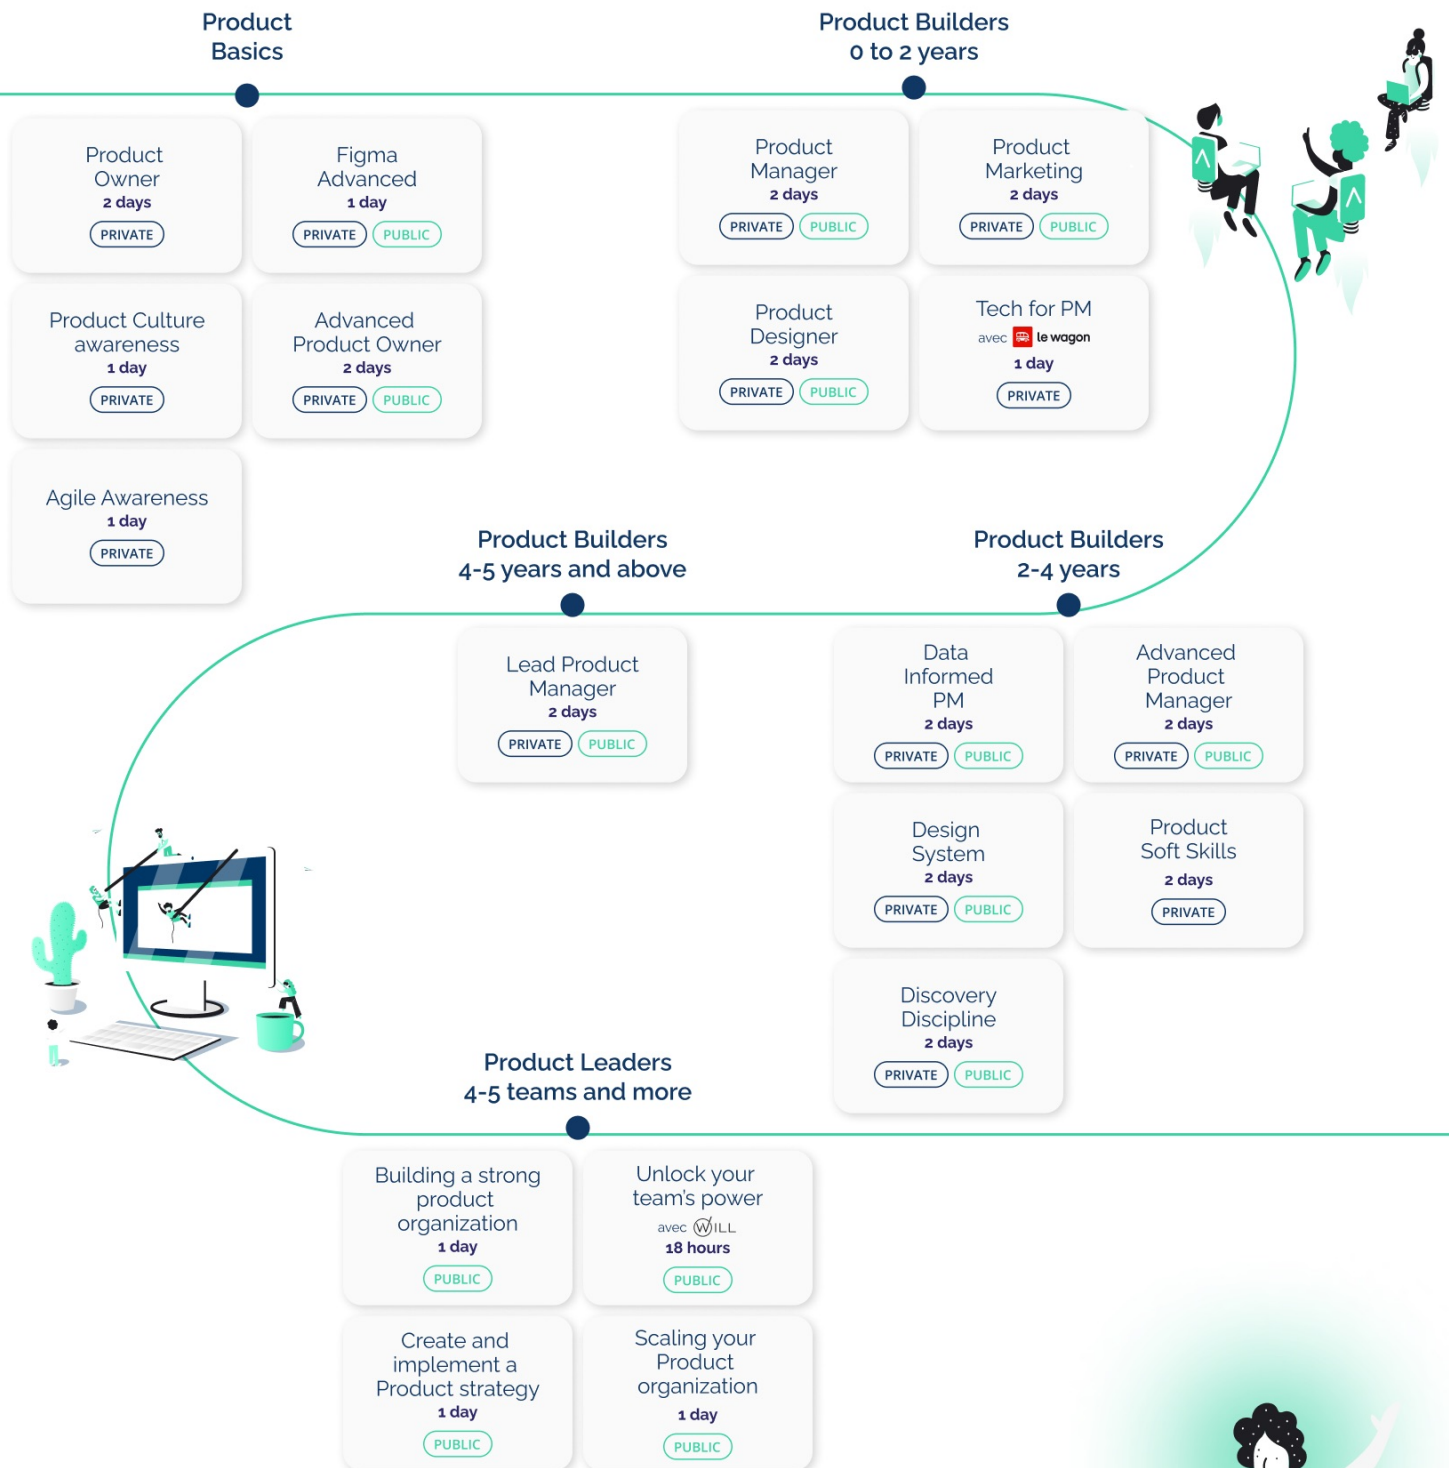 Product
Basics
Product Builders
0 to 2 years
Product
Owner
2 days
PRIVATE
Figma
Advanced
1 day
PRIVATE PUBLIC
Product Culture
awareness
1 day
PRIVATE
Advanced
Product Owner
2 days
PRIVATE PUBLIC
Agile Awareness
1 day
PRIVATE
Product
Manager
2 days
PRIVATE PUBLIC
Product
Marketing
2 days
PRIVATE PUBLIC
Product
Designer
2 days
PRIVATE PUBLIC
Tech for PM
avec le wagon
1 day
PRIVATE
Product Builders
4-5 years and above
Product Builders
2-4 years
Lead Product
Manager
2 days
PRIVATE PUBLIC
Data
Informed
PM
2 days
PRIVATE PUBLIC
Advanced
Product
Manager
2 days
PRIVATE PUBLIC
Design
System
2 days
PRIVATE PUBLIC
Product
Soft Skills
2 days
PRIVATE
Discovery
Discipline
2 days
PRIVATE PUBLIC
Product Leaders
4-5 teams and more
Building a strong
product
organization
1 day
PUBLIC
Unlock your
team's power
avec WILL
18 hours
PUBLIC
Create and
implement a
Product strategy
1 day
PUBLIC
Scaling your
Product
organization
1 day
PUBLIC